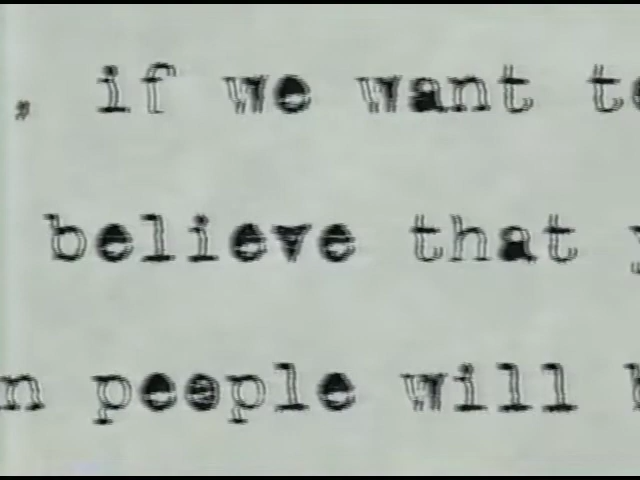 , if we want
believe that
people will